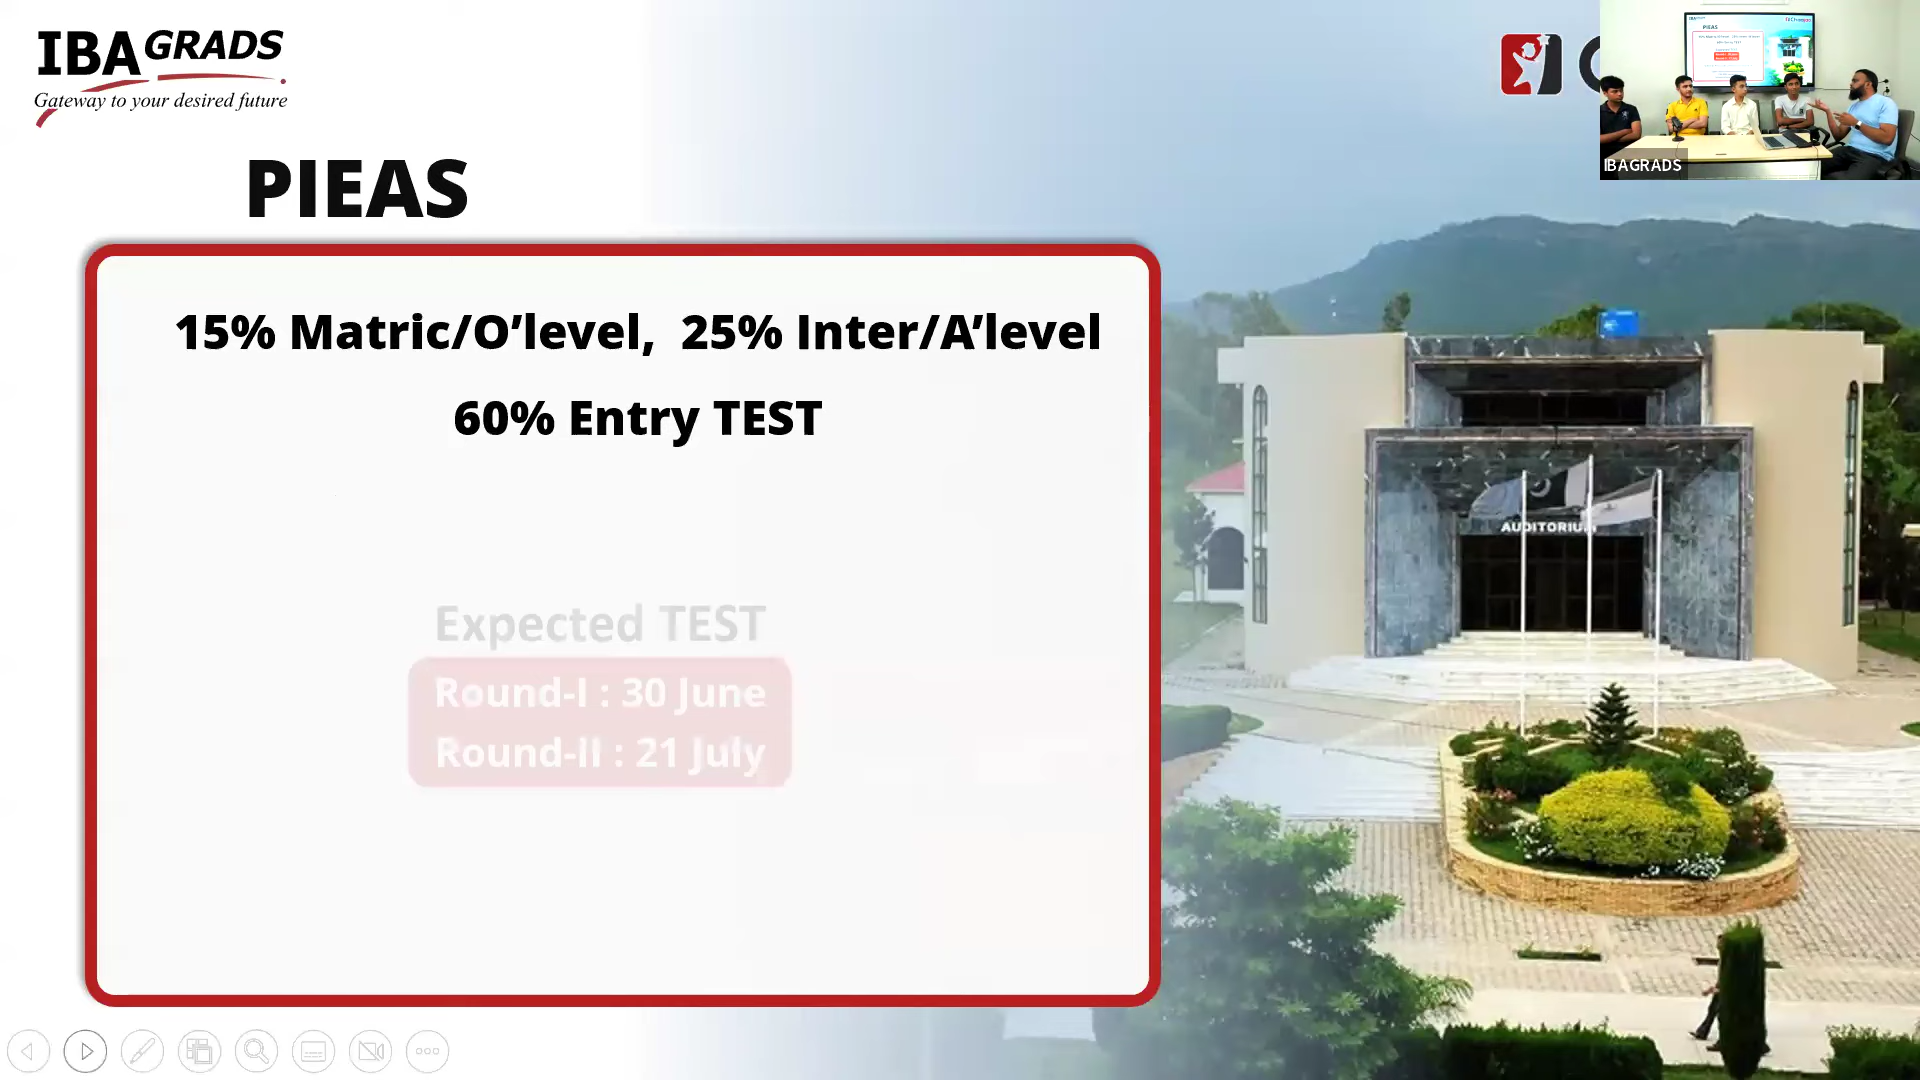 IBA GRADS
Gateway to your desired future
PIEAS
15% Matric/O’level, 25% Inter/A’level
60% Entry TEST
Expected TEST
Round-I : 30 June
Round-II : 21 July
AUDITORIUM
IBAGRADS